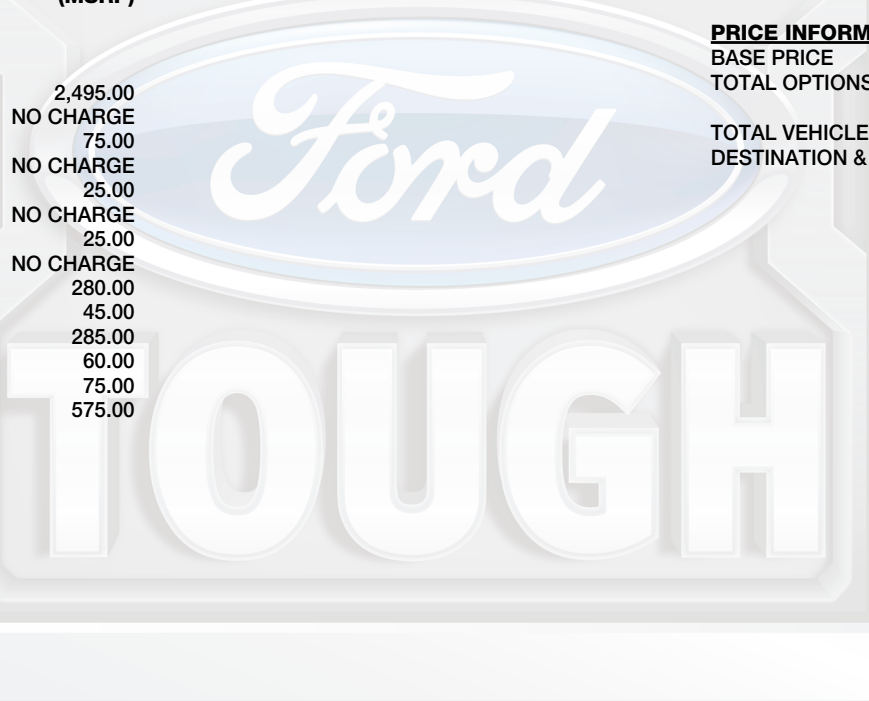 (MSRP)
2,495.00
NO CHARGE
75.00
NO CHARGE
25.00
NO CHARGE
25.00
NO CHARGE
280.00
45.00
285.00
60.00
75.00
575.00
PRICE INFORM
BASE PRICE
TOTAL OPTIONS
TOTAL VEHICLE
DESTINATION &
Ford
TOUGH